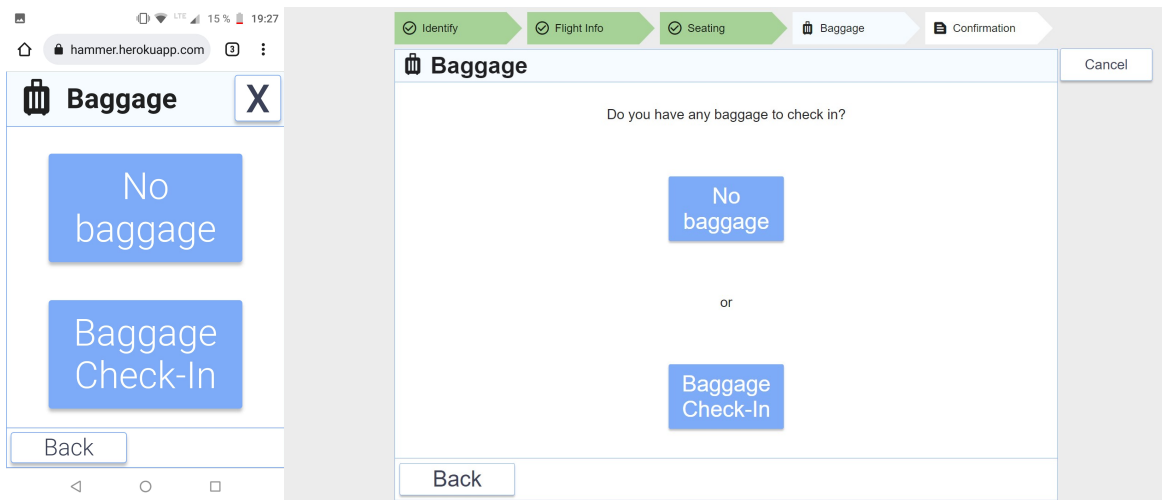 LTE 15 % 19:27
hammer.herokuapp.com 3
Baggage X
No
baggage
Baggage
Check-In
Back
Identify Flight Info Seating Baggage Confirmation
Baggage Cancel
Do you have any baggage to check in?
No
baggage
or
Baggage
Check-In
Back